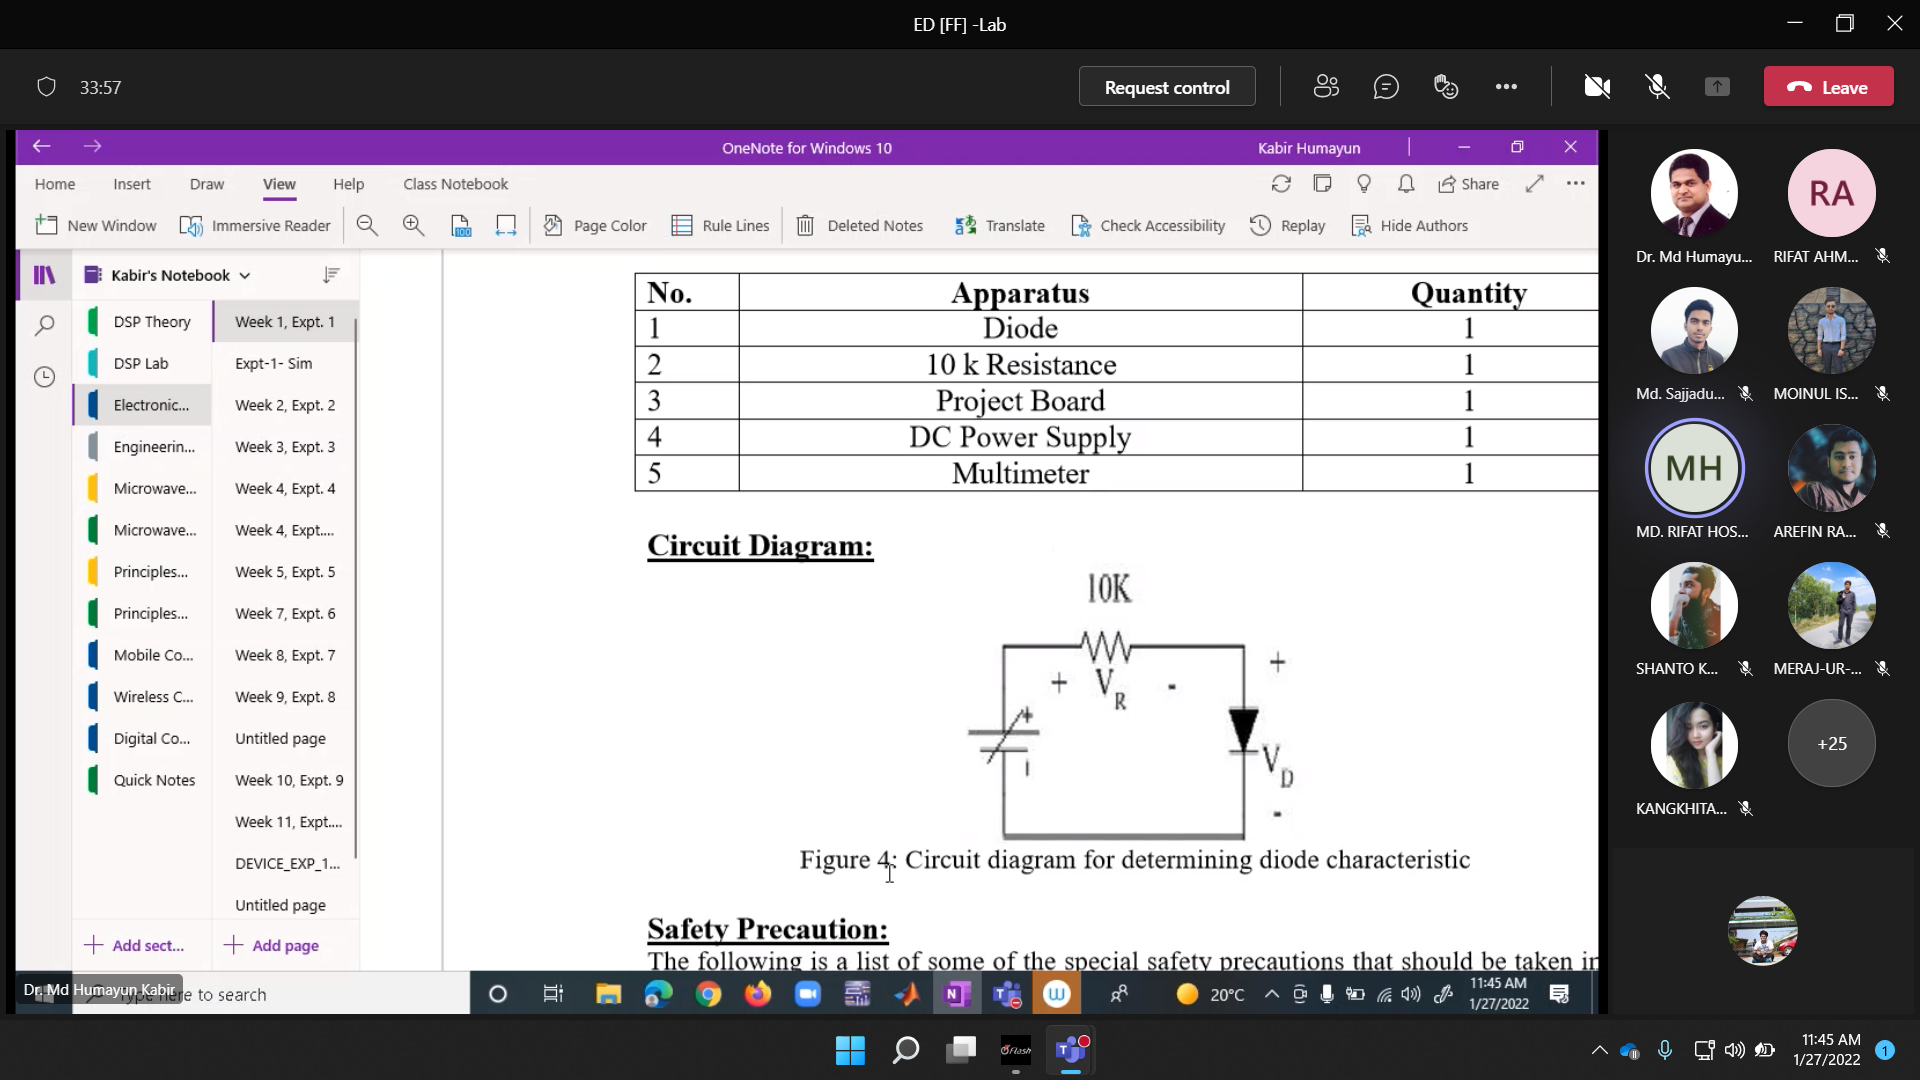 ED [FF] -Lab
33:57
Request control
Leave
OneNote for Windows 10
Kabir Humayun
Home Insert Draw View Help Class Notebook
Share
New Window Immersive Reader Page Color Rule Lines Deleted Notes Translate Check Accessibility Replay Hide Authors
Kabir's Notebook
DSP Theory
DSP Lab
Electronic...
Engineerin...
Microwave...
Microwave...
Principles...
Principles...
Mobile Co...
Wireless C...
Digital Co...
Quick Notes
Add sect...
Week 1, Expt. 1
Expt-1- Sim
Week 2, Expt. 2
Week 3, Expt. 3
Week 4, Expt. 4
Week 4, Expt....
Week 5, Expt. 5
Week 7, Expt. 6
Week 8, Expt. 7
Week 9, Expt. 8
Untitled page
Week 10, Expt. 9
Week 11, Expt....
DEVICE_EXP_1...
Untitled page
Add page
No. Apparatus Quantity
1 Diode 1
2 10 k Resistance 1
3 Project Board 1
4 DC Power Supply 1
5 Multimeter 1
Circuit Diagram:
10K
+ VR -
+
+
VD
-
Figure 4: Circuit diagram for determining diode characteristic
Safety Precaution:
The following is a list of some of the special safety precautions that should be taken in
Dr. Md Humayun Kabir
Type here to search
20°C
11:45 AM
1/27/2022
Dr. Md Humayu...
RA
RIFAT AHM...
Md. Sajjadu...
MOINUL IS...
MH
MD. RIFAT HOS...
AREFIN RA...
SHANTO K...
MERAJ-UR-...
KANGKHITA...
+25
Flash
11:45 AM
1/27/2022
1